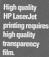 High quality
HP LaserJet
printing requires
high quality
transparency
film.